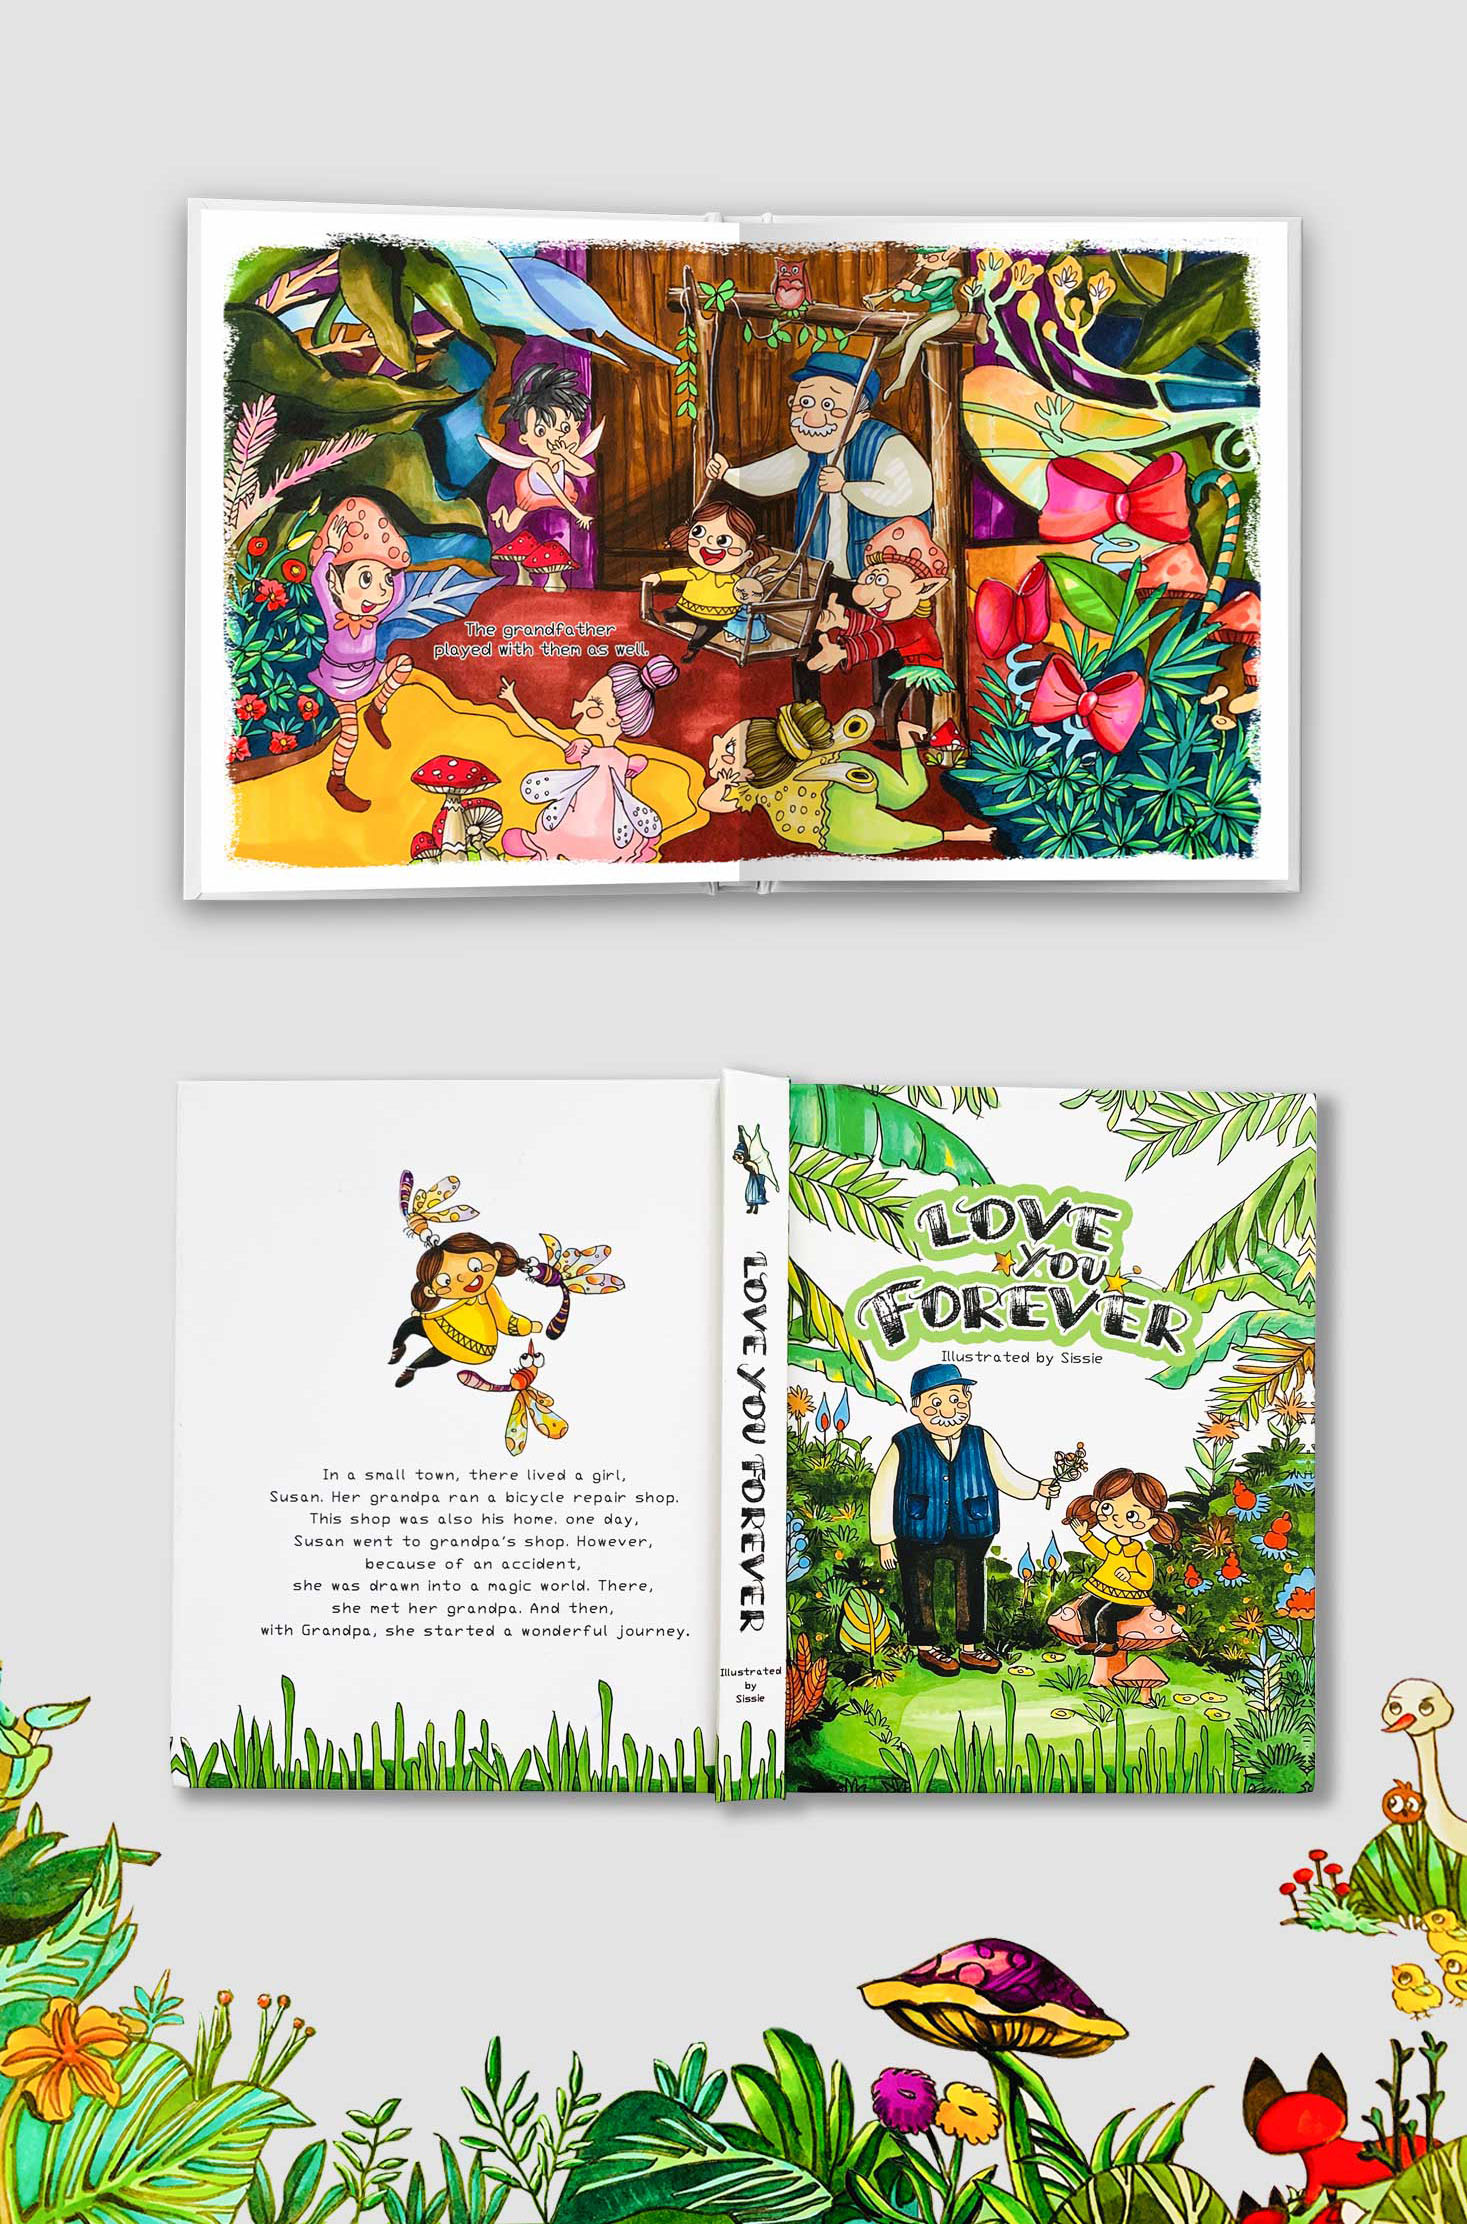 The grandfather
played with them as well.
In a small town, there lived a girl,
Susan. Her grandpa ran a bicycle repair shop.
This shop was also his home. one day,
Susan went to grandpa's shop. However,
because of an accident,
she was drawn into a magic world. There,
she met her grandpa. And then,
with Grandpa, she started a wonderful journey.
LOVE YOU FOREVER
Illustrated
by
Sissie
LOVE
YOU
FOREVER
Illustrated by Sissie